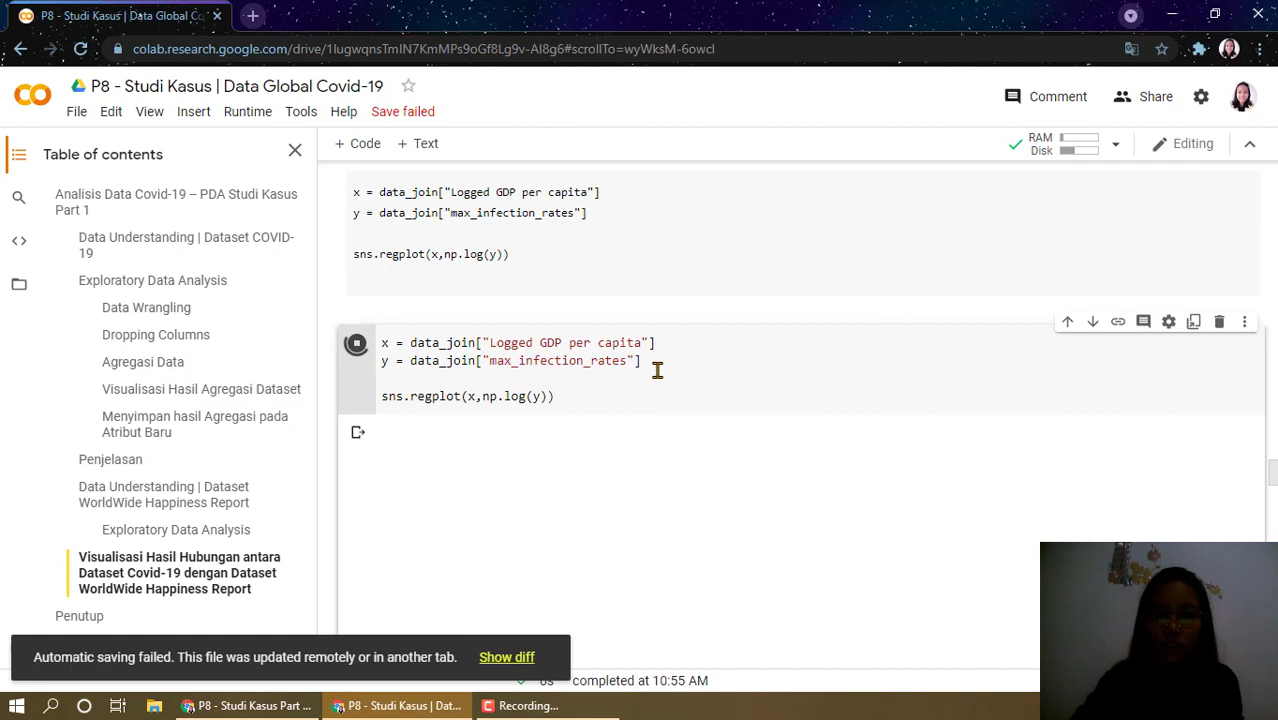 P8 - Studi Kasus | Data Global Co
colab.research.google.com/drive/1lugwqnsTmIN7KmMPs9oGf8Lg9v-AI8g6#scrollTo=wyWksM-6owcl
P8 - Studi Kasus | Data Global Covid-19
File Edit View Insert Runtime Tools Help Save failed
Comment Share
Table of contents
+ Code + Text
RAM
Disk
Editing
Analisis Data Covid-19 – PDA Studi Kasus
Part 1
Data Understanding | Dataset COVID-
19
Exploratory Data Analysis
Data Wrangling
Dropping Columns
Agregasi Data
Visualisasi Hasil Agregasi Dataset
Menyimpan hasil Agregasi pada
Atribut Baru
Penjelasan
Data Understanding | Dataset
WorldWide Happiness Report
Exploratory Data Analysis
Visualisasi Hasil Hubungan antara
Dataset Covid-19 dengan Dataset
WorldWide Happiness Report
Penutup
x = data_join["Logged GDP per capita"]
y = data_join["max_infection_rates"]
sns.regplot(x,np.log(y))
x = data_join["Logged GDP per capita"]
y = data_join["max_infection_rates"]
sns.regplot(x,np.log(y))
Automatic saving failed. This file was updated remotely or in another tab. Show diff
completed at 10:55 AM
P8 - Studi Kasus Part ...
P8 - Studi Kasus | Dat...
Recording...